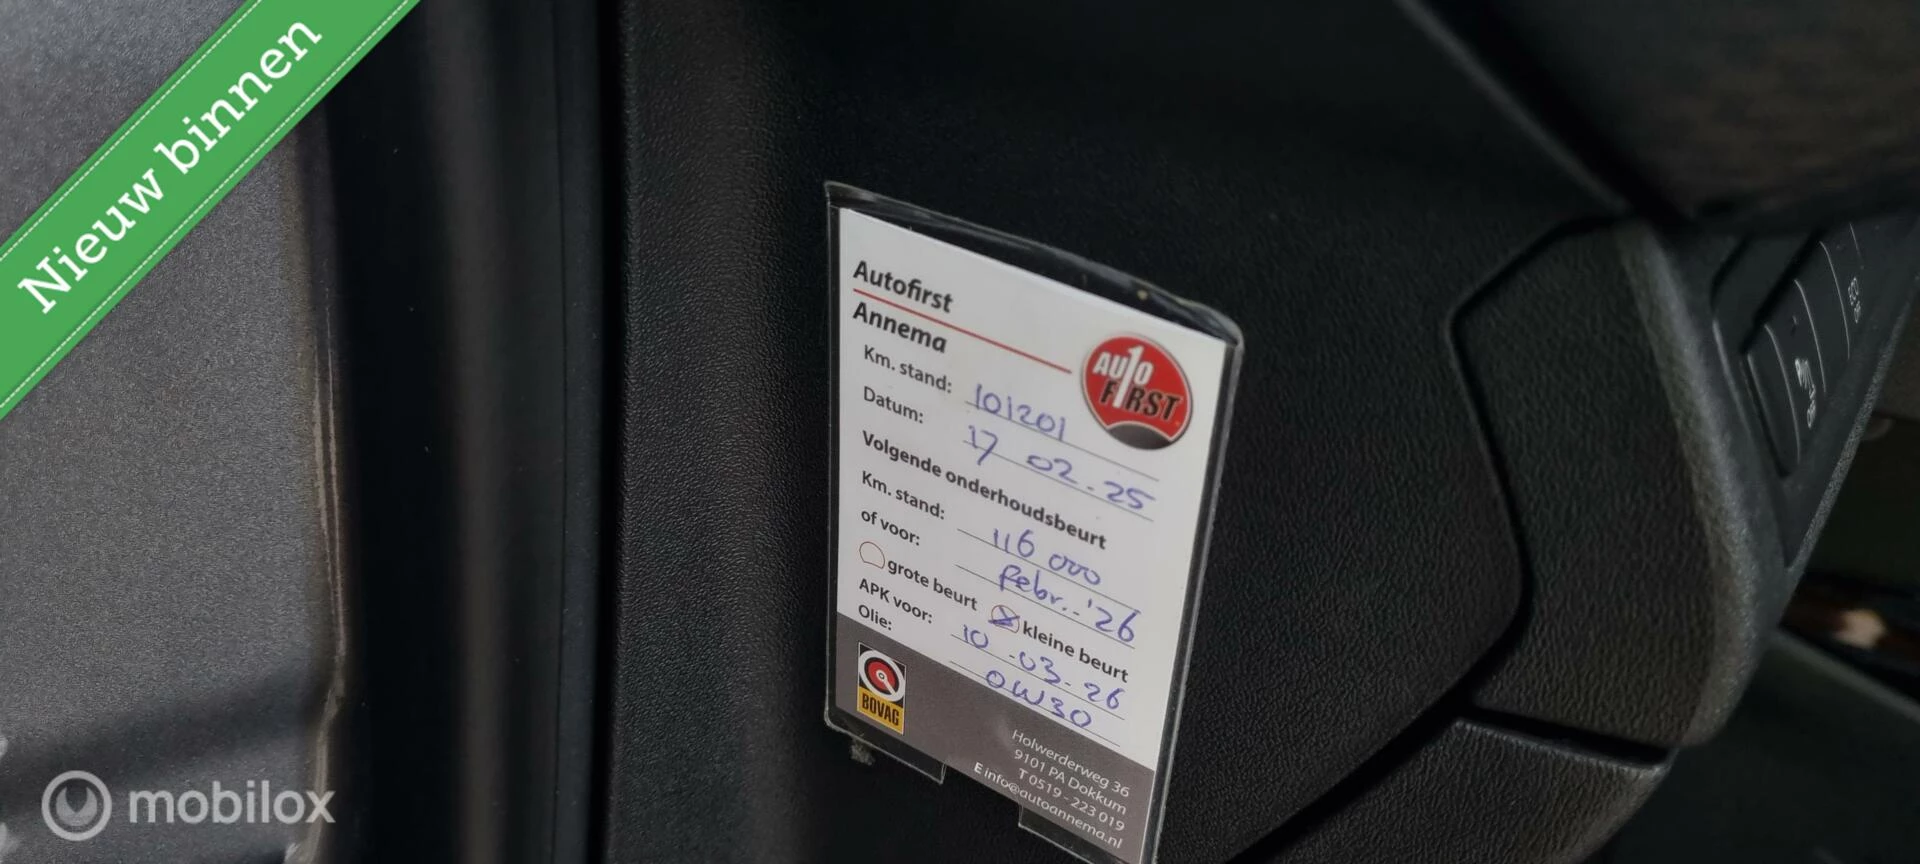 Nieuw binnen
Autofirst
Annema
AUTO
FIRST
Km. stand: 101201
Datum: 17 02-25
Volgende onderhoudsbeurt
Km. stand: 116 000
of voor: febr.. '26
grote beurt kleine beurt
APK voor: 10-03-26
Olie: 0W30
BOVAG
Holwerderweg 36
9101 PA Dokkum
T 0519 - 223 019
E info@autoannema.nl
OFF
mobilox